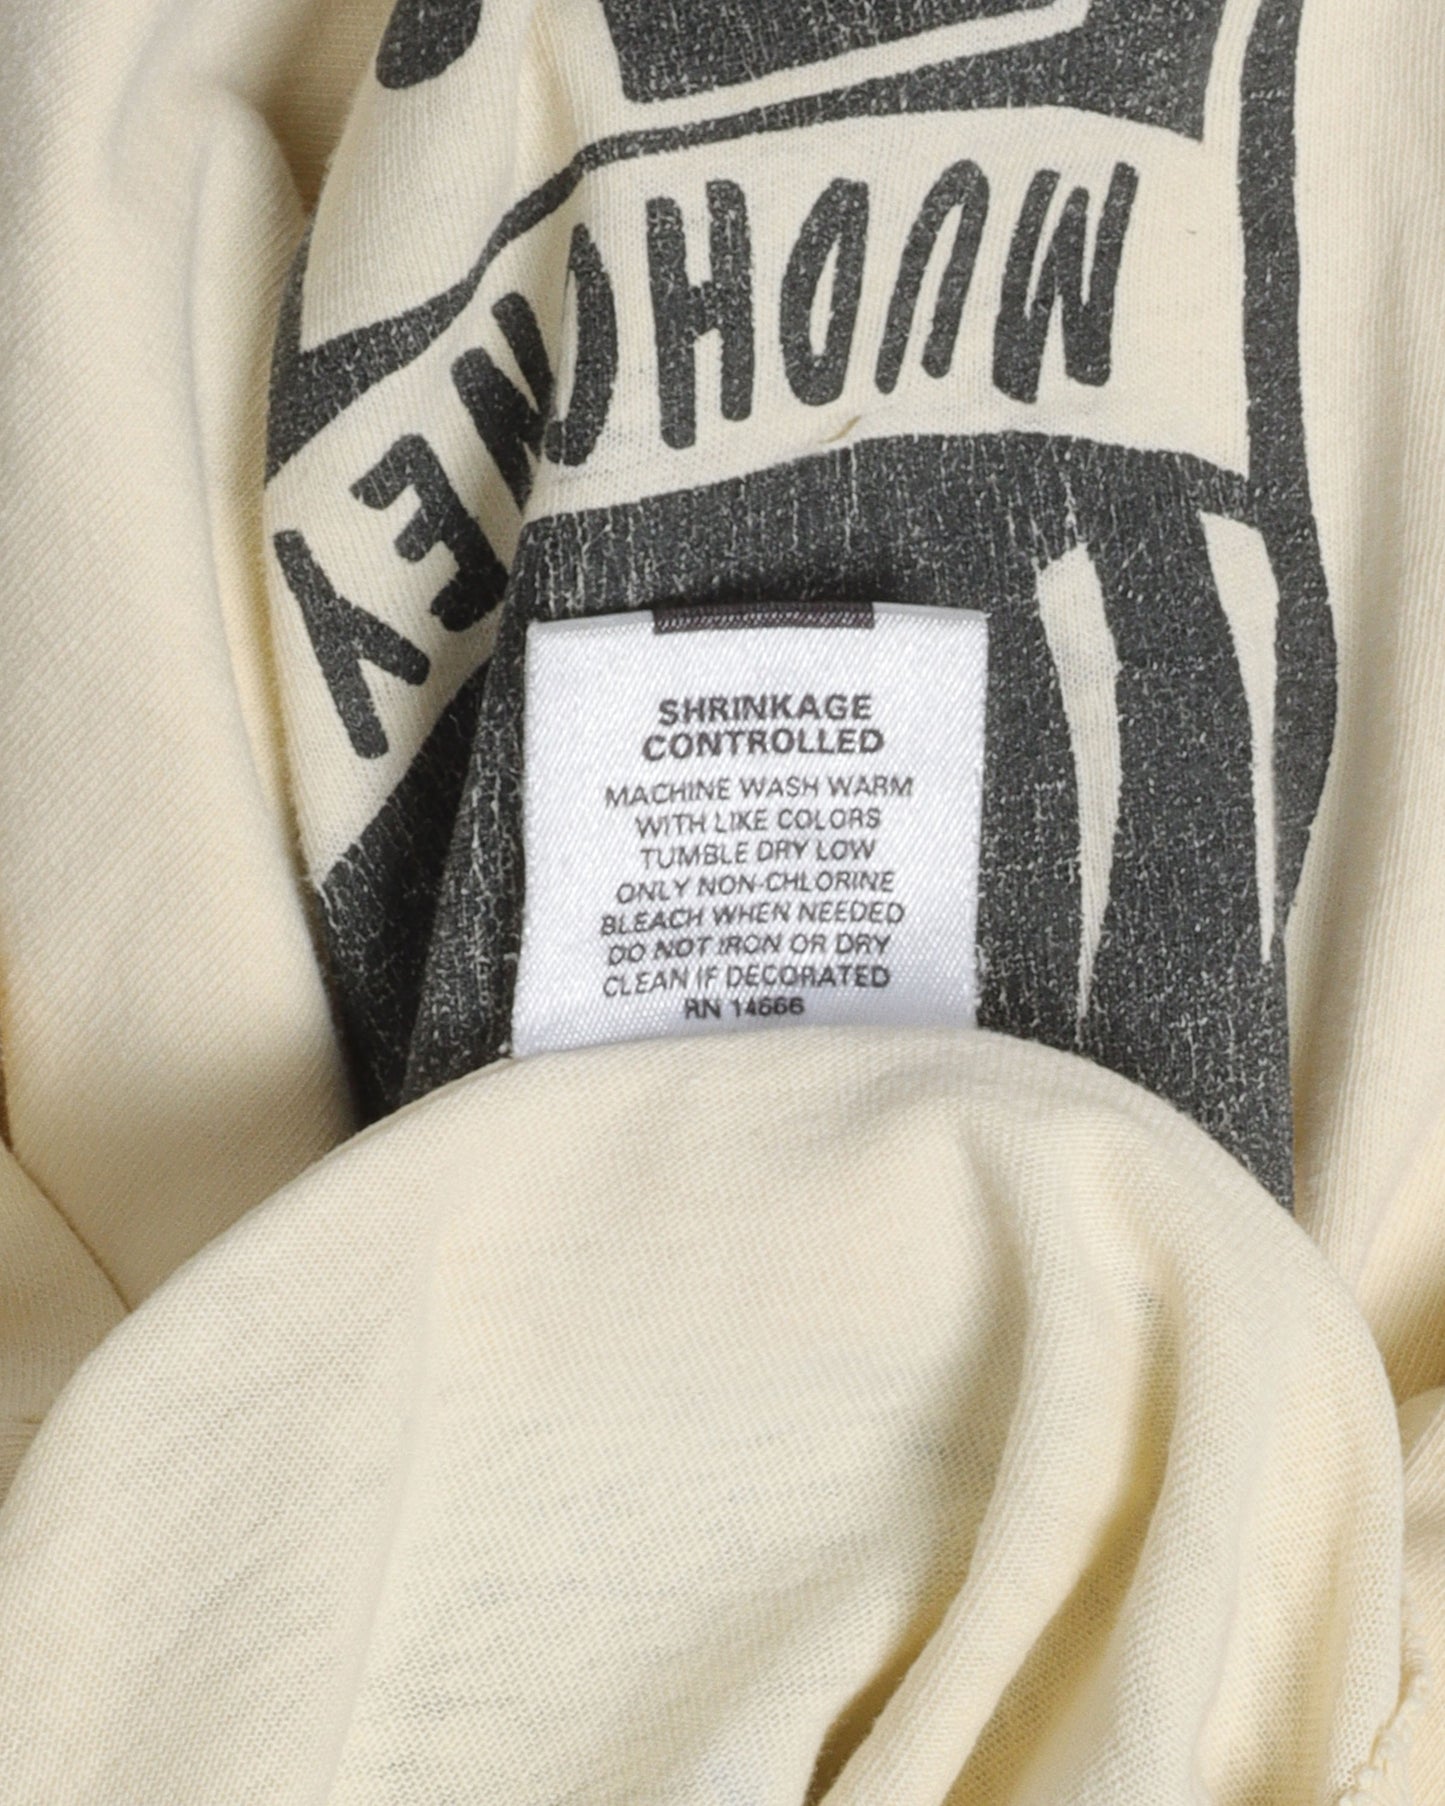 MUDHONEY
SHRINKAGE
CONTROLLED
MACHINE WASH WARM
WITH LIKE COLORS
TUMBLE DRY LOW
ONLY NON-CHLORINE
BLEACH WHEN NEEDED
DO NOT IRON OR DRY
CLEAN IF DECORATED
RN 14666